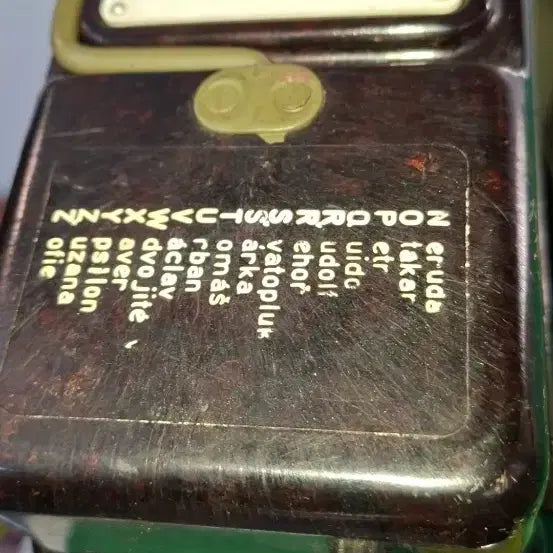 Neruda
Otakar
Petr
Quido
Rudolf
Řehoř
Svatopluk
Šárka
Tomáš
Urban
Václav
W dvojité v
Xaver
Ypsilon
Zuzana
Žofie